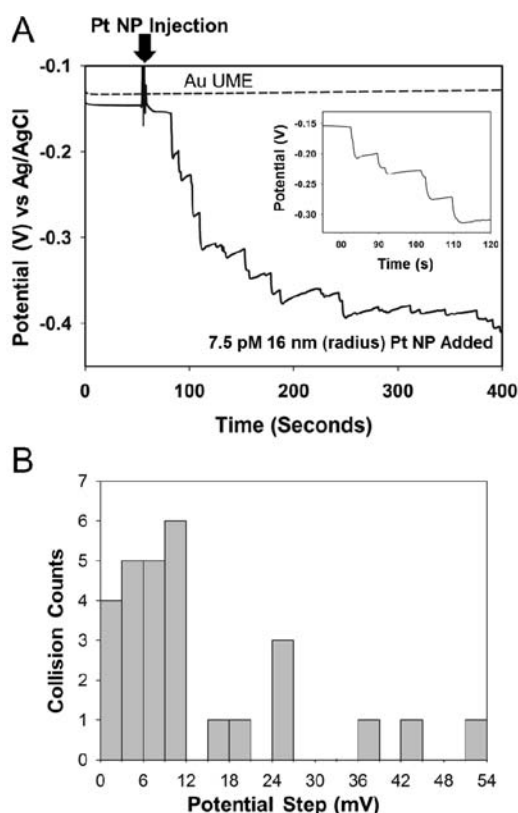 A
Pt NP Injection
-0.1
-0.2
-0.3
-0.4
Potential (V) vs Ag/AgCl
Au UME
-0.15
-0.20
-0.25
-0.30
Potential (V)
80 90 100 110 120
Time (s)
7.5 pM 16 nm (radius) Pt NP Added
0 100 200 300 400
Time (Seconds)
B
7
6
5
4
3
2
1
0
Collision Counts
0 6 12 18 24 30 36 42 48 54
Potential Step (mV)